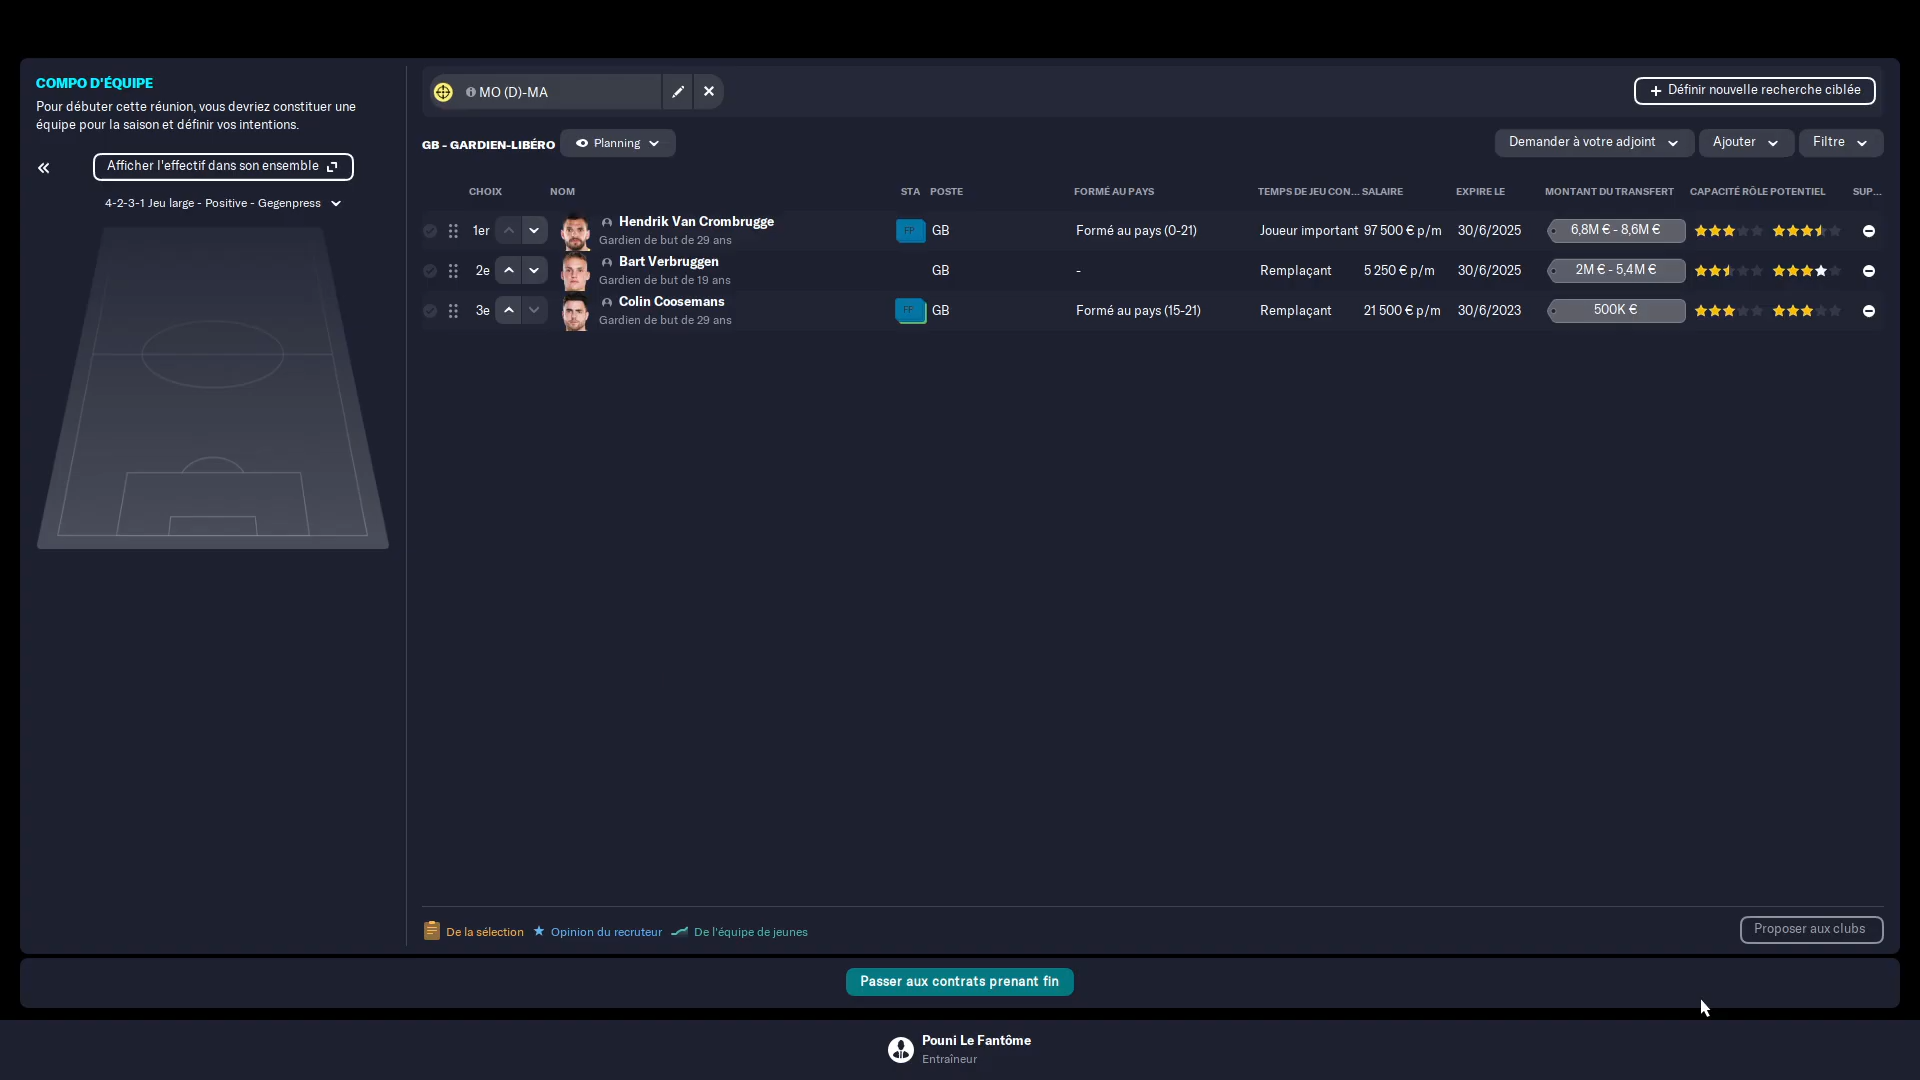 COMPO D'ÉQUIPE
Pour débuter cette réunion, vous devriez constituer une
équipe pour la saison et définir vos intentions.
Afficher l'effectif dans son ensemble
4-2-3-1 Jeu large - Positive - Gegenpress
MO (D)-MA
Définir nouvelle recherche ciblée
GB - GARDIEN-LIBÉRO
Planning
Demander à votre adjoint
Ajouter
Filtre
CHOIX NOM STA POSTE FORMÉ AU PAYS TEMPS DE JEU CON... SALAIRE EXPIRE LE MONTANT DU TRANSFERT CAPACITÉ RÔLE POTENTIEL SUP...
1er Hendrik Van Crombrugge FP GB Formé au pays (0-21) Joueur important 97 500 € p/m 30/6/2025 6,8M € - 8,6M €
Gardien de but de 29 ans
2e Bart Verbruggen GB - Remplaçant 5 250 € p/m 30/6/2025 2M € - 5,4M €
Gardien de but de 19 ans
3e Colin Coosemans FP GB Formé au pays (15-21) Remplaçant 21 500 € p/m 30/6/2023 500K €
Gardien de but de 29 ans
De la sélection
Opinion du recruteur
De l'équipe de jeunes
Proposer aux clubs
Passer aux contrats prenant fin
Pouni Le Fantôme
Entraîneur